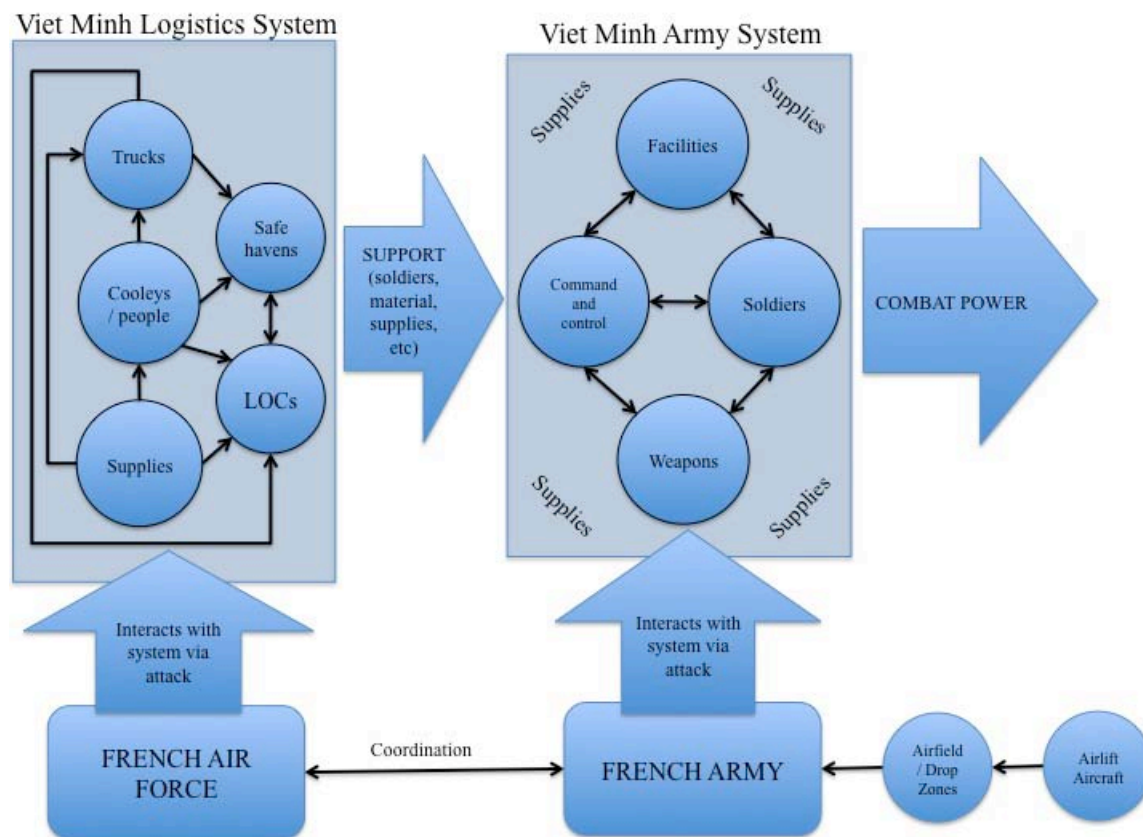 Viet Minh Logistics System
Trucks
Safe
havens
Cooleys
/ people
LOCs
Supplies
SUPPORT
(soldiers,
material,
supplies,
etc)
Viet Minh Army System
Supplies
Supplies
Facilities
Command
and
control
Soldiers
Weapons
Supplies
Supplies
COMBAT POWER
Interacts with
system via
attack
Interacts with
system via
attack
FRENCH AIR
FORCE
Coordination
FRENCH ARMY
Airfield
/ Drop
Zones
Airlift
Aircraft